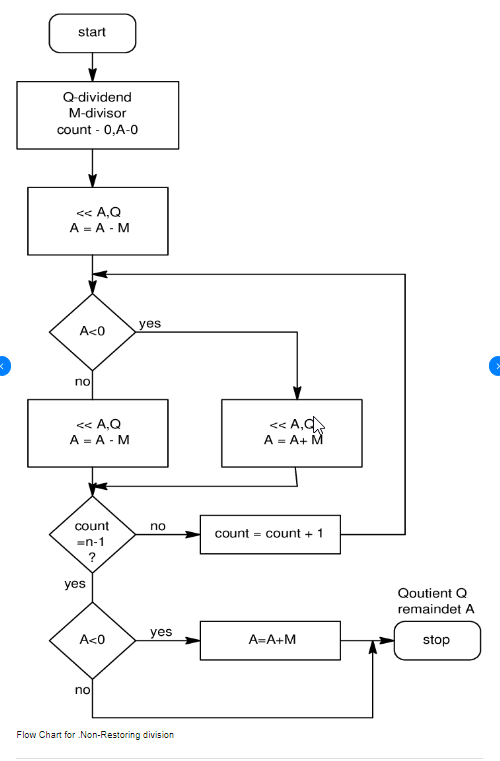 start
Q-dividend
M-divisor
count - 0,A-0
<< A,Q
A = A - M
A<0
yes
no
<< A,Q
A = A - M
<< A,Q
A = A+ M
count
=n-1
?
no
count = count + 1
yes
Qoutient Q
remaindet A
A<0
yes
A=A+M
stop
no
Flow Chart for .Non-Restoring division